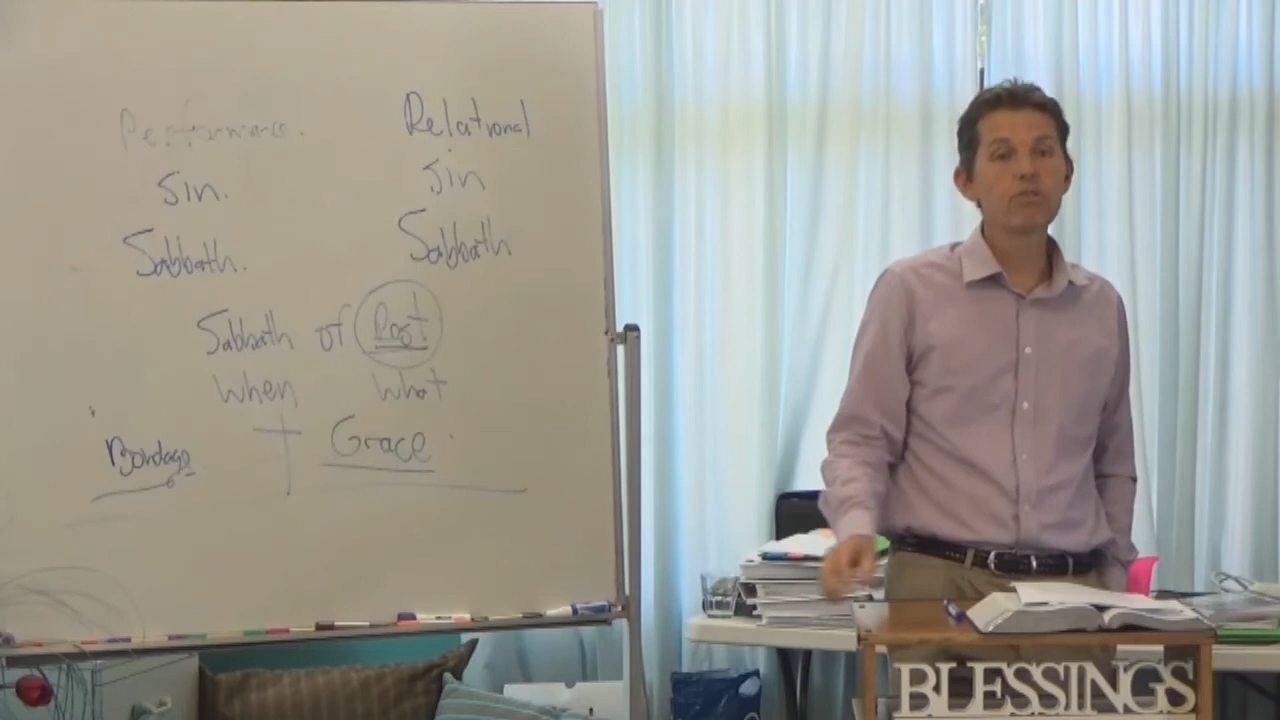 Performance. Relational
Sin. Sin
Sabbath. Sabbath
Sabbath of Rest
When What
Bondage Grace
BLESSINGS